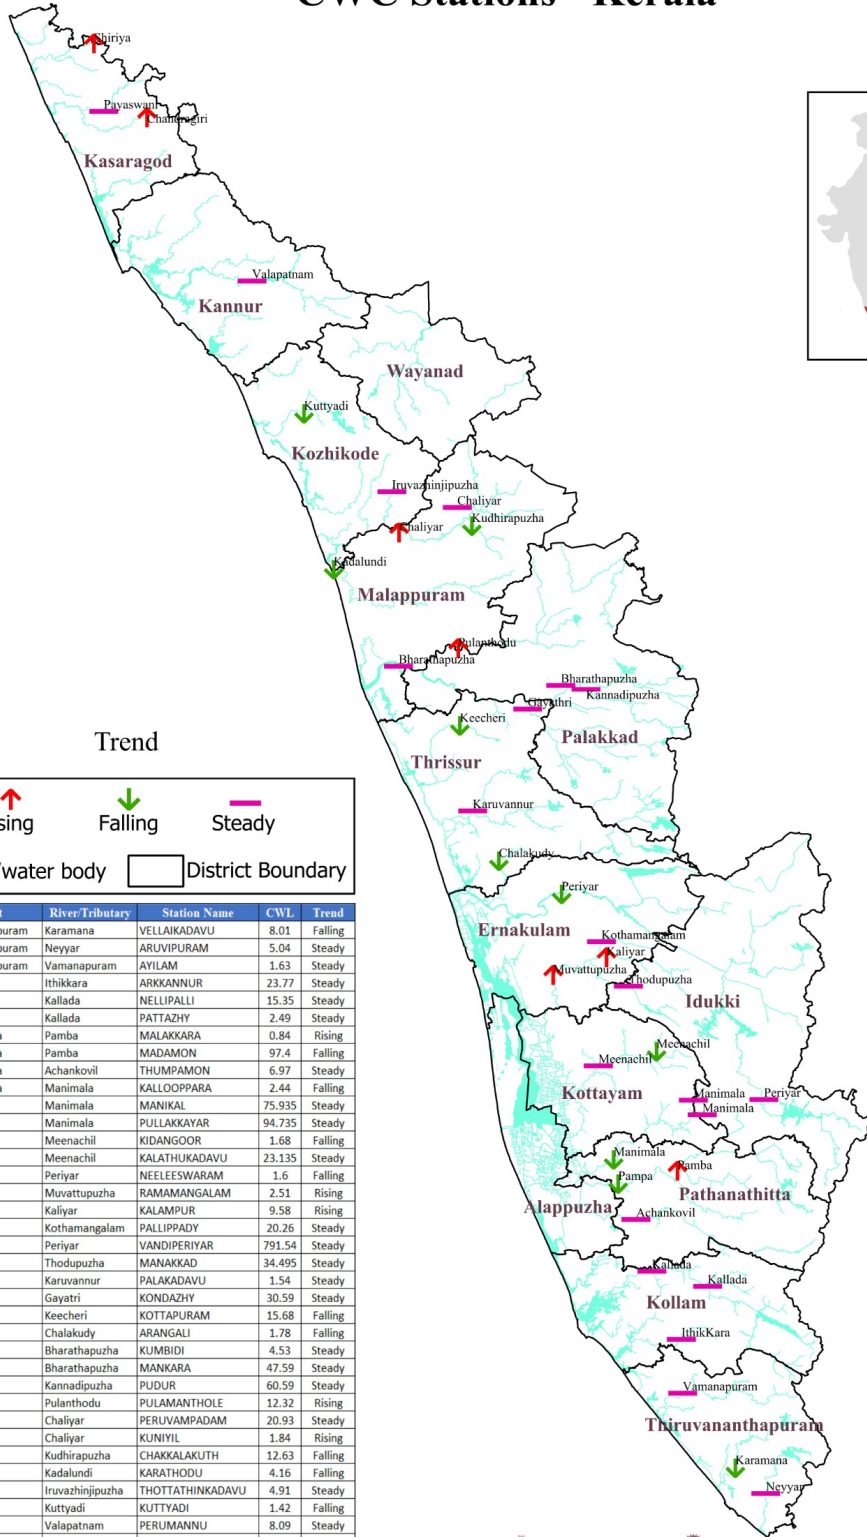 CWC Stations - Kerala
Shiriya
Payaswani
Chandragiri
Kasaragod
Valapatnam
Kannur
Wayanad
Kuttyadi
Kozhikode
Iruvazhinjipuzha
Chaliyar
Kudhirapuzha
Chaliyar
Kadalundi
Malappuram
Pulanthodu
Bharathapuzha
Bharathapuzha
Kannadipuzha
Gayathri
Keecheri
Palakkad
Thrissur
Karuvannur
Chalakudy
Periyar
Ernakulam
Kothamangalam
Kaliyar
Muvattupuzha
Thodupuzha
Idukki
Meenachil
Meenachil
Kottayam
Manimala
Periyar
Manimala
Manimala
Pamba
Pampa
Pathanathitta
Alappuzha
Achankovil
Kallada
Kallada
Kollam
IthikKara
Vamanapuram
Thiruvananthapuram
Karamana
Neyyar
Trend
sing Falling Steady
/water body District Boundary
t River/Tributary Station Name CWL Trend
puram Karamana VELLAIKADAVU 8.01 Falling
puram Neyyar ARUVIPURAM 5.04 Steady
puram Vamanapuram AYILAM 1.63 Steady
Ithikkara ARKKANNUR 23.77 Steady
Kallada NELLIPALLI 15.35 Steady
Kallada PATTAZHY 2.49 Steady
a Pamba MALAKKARA 0.84 Rising
a Pamba MADAMON 97.4 Falling
a Achankovil THUMPAMON 6.97 Steady
a Manimala KALLOOPPARA 2.44 Falling
Manimala MANIKAL 75.935 Steady
Manimala PULLAKKAYAR 94.735 Steady
Meenachil KIDANGOOR 1.68 Falling
Meenachil KALATHUKADAVU 23.135 Steady
Periyar NEELEESWARAM 1.6 Falling
Muvattupuzha RAMAMANGALAM 2.51 Rising
Kaliyar KALAMPUR 9.58 Rising
Kothamangalam PALLIPPADY 20.26 Steady
Periyar VANDIPERIYAR 791.54 Steady
Thodupuzha MANAKKAD 34.495 Steady
Karuvannur PALAKADAVU 1.54 Steady
Gayatri KONDAZHY 30.59 Steady
Keecheri KOTTAPURAM 15.68 Falling
Chalakudy ARANGALI 1.78 Falling
Bharathapuzha KUMBIDI 4.53 Steady
Bharathapuzha MANKARA 47.59 Steady
Kannadipuzha PUDUR 60.59 Steady
Pulanthodu PULAMANTHOLE 12.32 Rising
Chaliyar PERUVAMPADAM 20.93 Steady
Chaliyar KUNIYIL 1.84 Rising
Kudhirapuzha CHAKKALAKUTH 12.63 Falling
Kadalundi KARATHODU 4.16 Falling
Iruvazhinjipuzha THOTTATHINKADAVU 4.91 Steady
Kuttyadi KUTTYADI 1.42 Falling
Valapatnam PERUMANNU 8.09 Steady